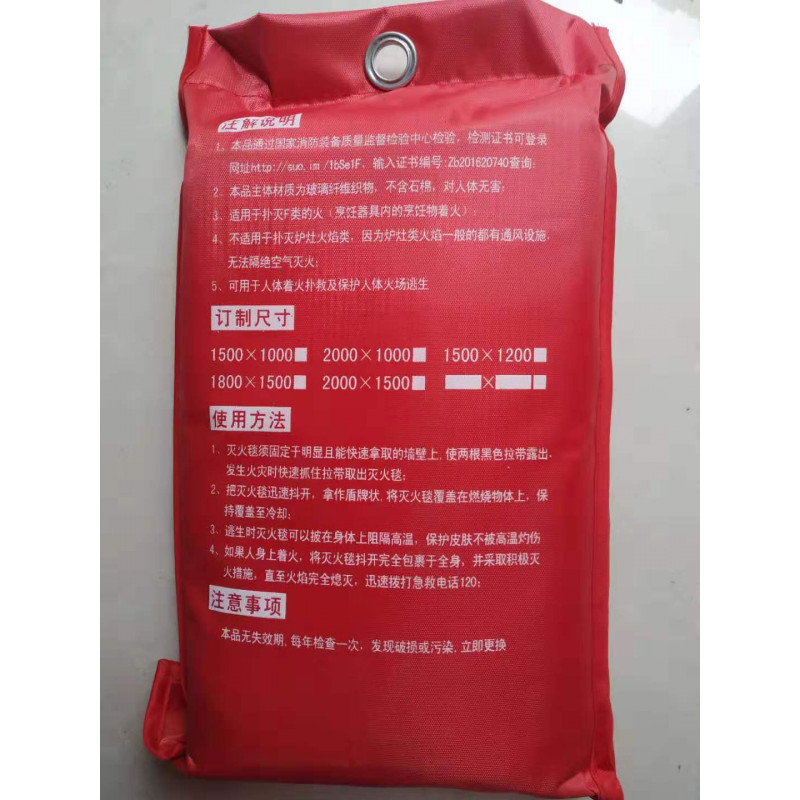 注解说明
1、本品通过国家消防装备质量监督检验中心检验，检测证书可登录
网址http://suo.im/1bSe1F，输入证书编号:Zb201620740查询;
2、本品主体材质为玻璃纤维织物，不含石棉，对人体无害;
3、适用于扑灭F类的火（烹饪器具内的烹饪物着火）;
4、不适用于扑灭炉灶火焰类，因为炉灶类火焰一般的都有通风设施，
无法隔绝空气灭火;
5、可用于人体着火扑救及保护人体火场逃生
订制尺寸
1500×1000 2000×1000 1500×1200
1800×1500 2000×1500 ×
使用方法
1、灭火毯须固定于明显且能快速拿取的墙壁上,使两根黑色拉带露出，
发生火灾时快速抓住拉带取出灭火毯;
2、把灭火毯迅速抖开，拿作盾牌状,将灭火毯覆盖在燃烧物体上，保
持覆盖至冷却;
3、逃生时灭火毯可以披在身体上阻隔高温，保护皮肤不被高温灼伤
4、如果人身上着火，将灭火毯抖开完全包裹于全身，并采取积极灭
火措施，直至火焰完全熄灭，迅速拨打急救电话120;
注意事项
本品无失效期,每年检查一次，发现破损或污染,立即更换